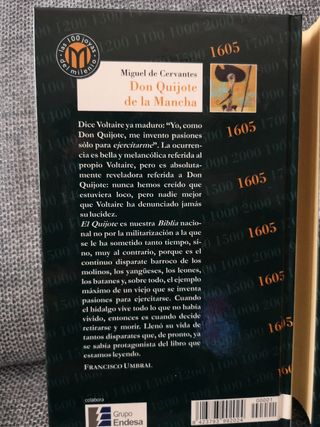 las 100 joyas
del milenio
1605
Miguel de Cervantes
Don Quijote
de la Mancha
Dice Voltaire ya maduro: “Yo, como
Don Quijote, me invento pasiones
sólo para ejercitarme”. La ocurren-
cia es bella y melancólica referida al
propio Voltaire, pero es absoluta-
mente reveladora referida a Don
Quijote: nunca hemos creído que
estuviera loco, pero nadie mejor
que Voltaire ha denunciado jamás
su lucidez.
El Quijote es nuestra Biblia nacio-
nal no por la militarización a la que
se le ha sometido tanto tiempo, si-
no, muy al contrario, porque es el
continuo disparate barroco de los
molinos, los yangüeses, los leones,
los batanes y, sobre todo, el ejemplo
máximo de un viejo que se inventa
pasiones para ejercitarse. Cuando
el hidalgo vive todo lo que no había
vivido, entonces es cuando decide
retirarse y morir. Llenó su vida de
tantos disparates que, de pronto, ya
se sabía protagonista del libro que
estamos leyendo.
FRANCISCO UMBRAL
1605
1605
1605
1605
1605
1605
colabora
Grupo
Endesa
00001